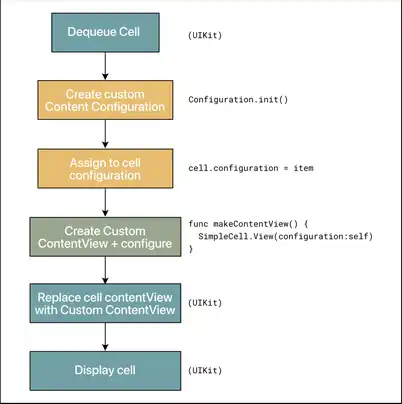 Dequeue Cell
(UIKit)
Create custom
Content Configuration
Configuration.init()
Assign to cell
configuration
cell.configuration = item
Create Custom
ContentView + configure
func makeContentView() {
SimpleCell.View(configuration:self)
}
Replace cell contentView
with Custom ContentView
(UIKit)
Display cell
(UIKit)